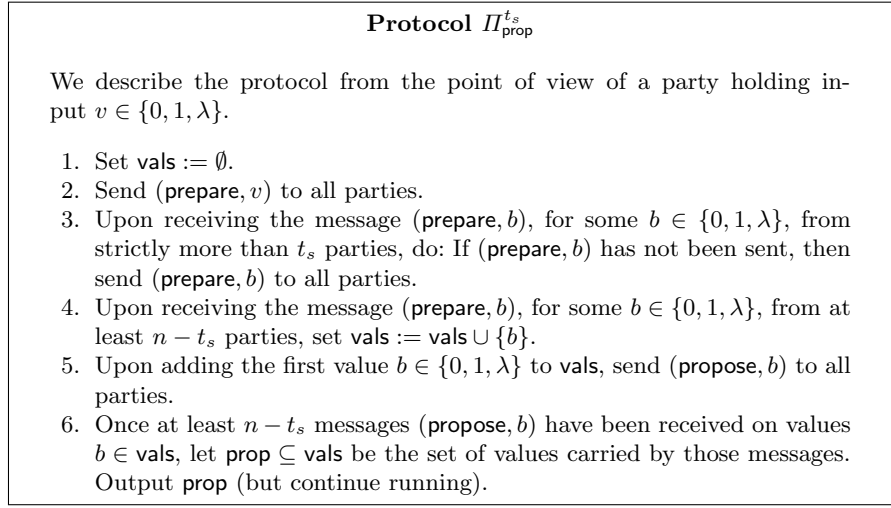 Protocol Π^{t_s}_{prop}
We describe the protocol from the point of view of a party holding in-
put v ∈ {0, 1, λ}.
1. Set vals := ∅.
2. Send (prepare, v) to all parties.
3. Upon receiving the message (prepare, b), for some b ∈ {0, 1, λ}, from
strictly more than t_s parties, do: If (prepare, b) has not been sent, then
send (prepare, b) to all parties.
4. Upon receiving the message (prepare, b), for some b ∈ {0, 1, λ}, from at
least n − t_s parties, set vals := vals ∪ {b}.
5. Upon adding the first value b ∈ {0, 1, λ} to vals, send (propose, b) to all
parties.
6. Once at least n − t_s messages (propose, b) have been received on values
b ∈ vals, let prop ⊆ vals be the set of values carried by those messages.
Output prop (but continue running).